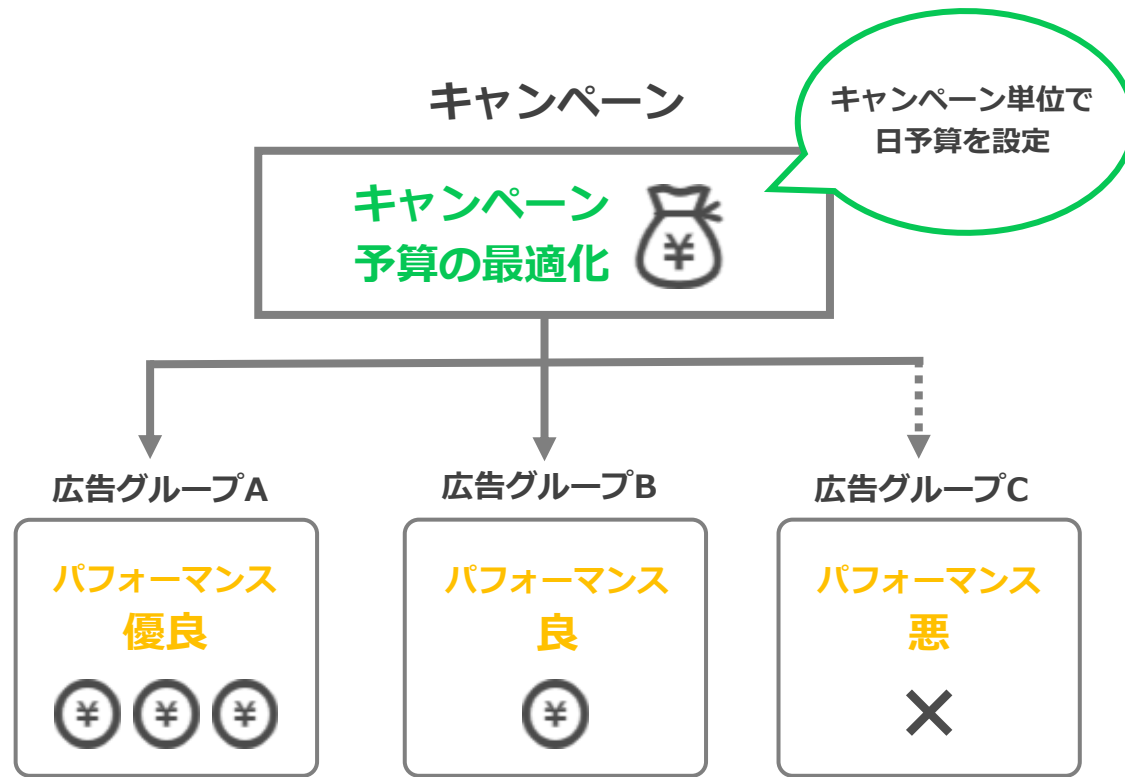 キャンペーン
キャンペーン単位で
日予算を設定
キャンペーン
予算の最適化
¥
広告グループA
広告グループB
広告グループC
パフォーマンス
優良
¥ ¥ ¥
パフォーマンス
良
¥
パフォーマンス
悪